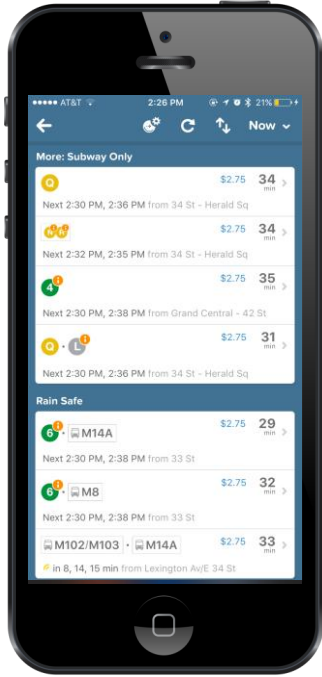 AT&T 2:26 PM 21%
Now
More: Subway Only
Q $2.75 34 min
Next 2:30 PM, 2:36 PM from 34 St - Herald Sq
$2.75 34 min
Next 2:32 PM, 2:35 PM from 34 St - Herald Sq
4 i $2.75 35 min
Next 2:30 PM, 2:38 PM from Grand Central - 42 St
Q · L i $2.75 31 min
Next 2:30 PM, 2:36 PM from 34 St - Herald Sq
Rain Safe
6 i · M14A $2.75 29 min
Next 2:30 PM, 2:38 PM from 33 St
6 i · M8 $2.75 32 min
Next 2:30 PM, 2:38 PM from 33 St
M102/M103 · M14A $2.75 33 min
in 8, 14, 15 min from Lexington Av/E 34 St